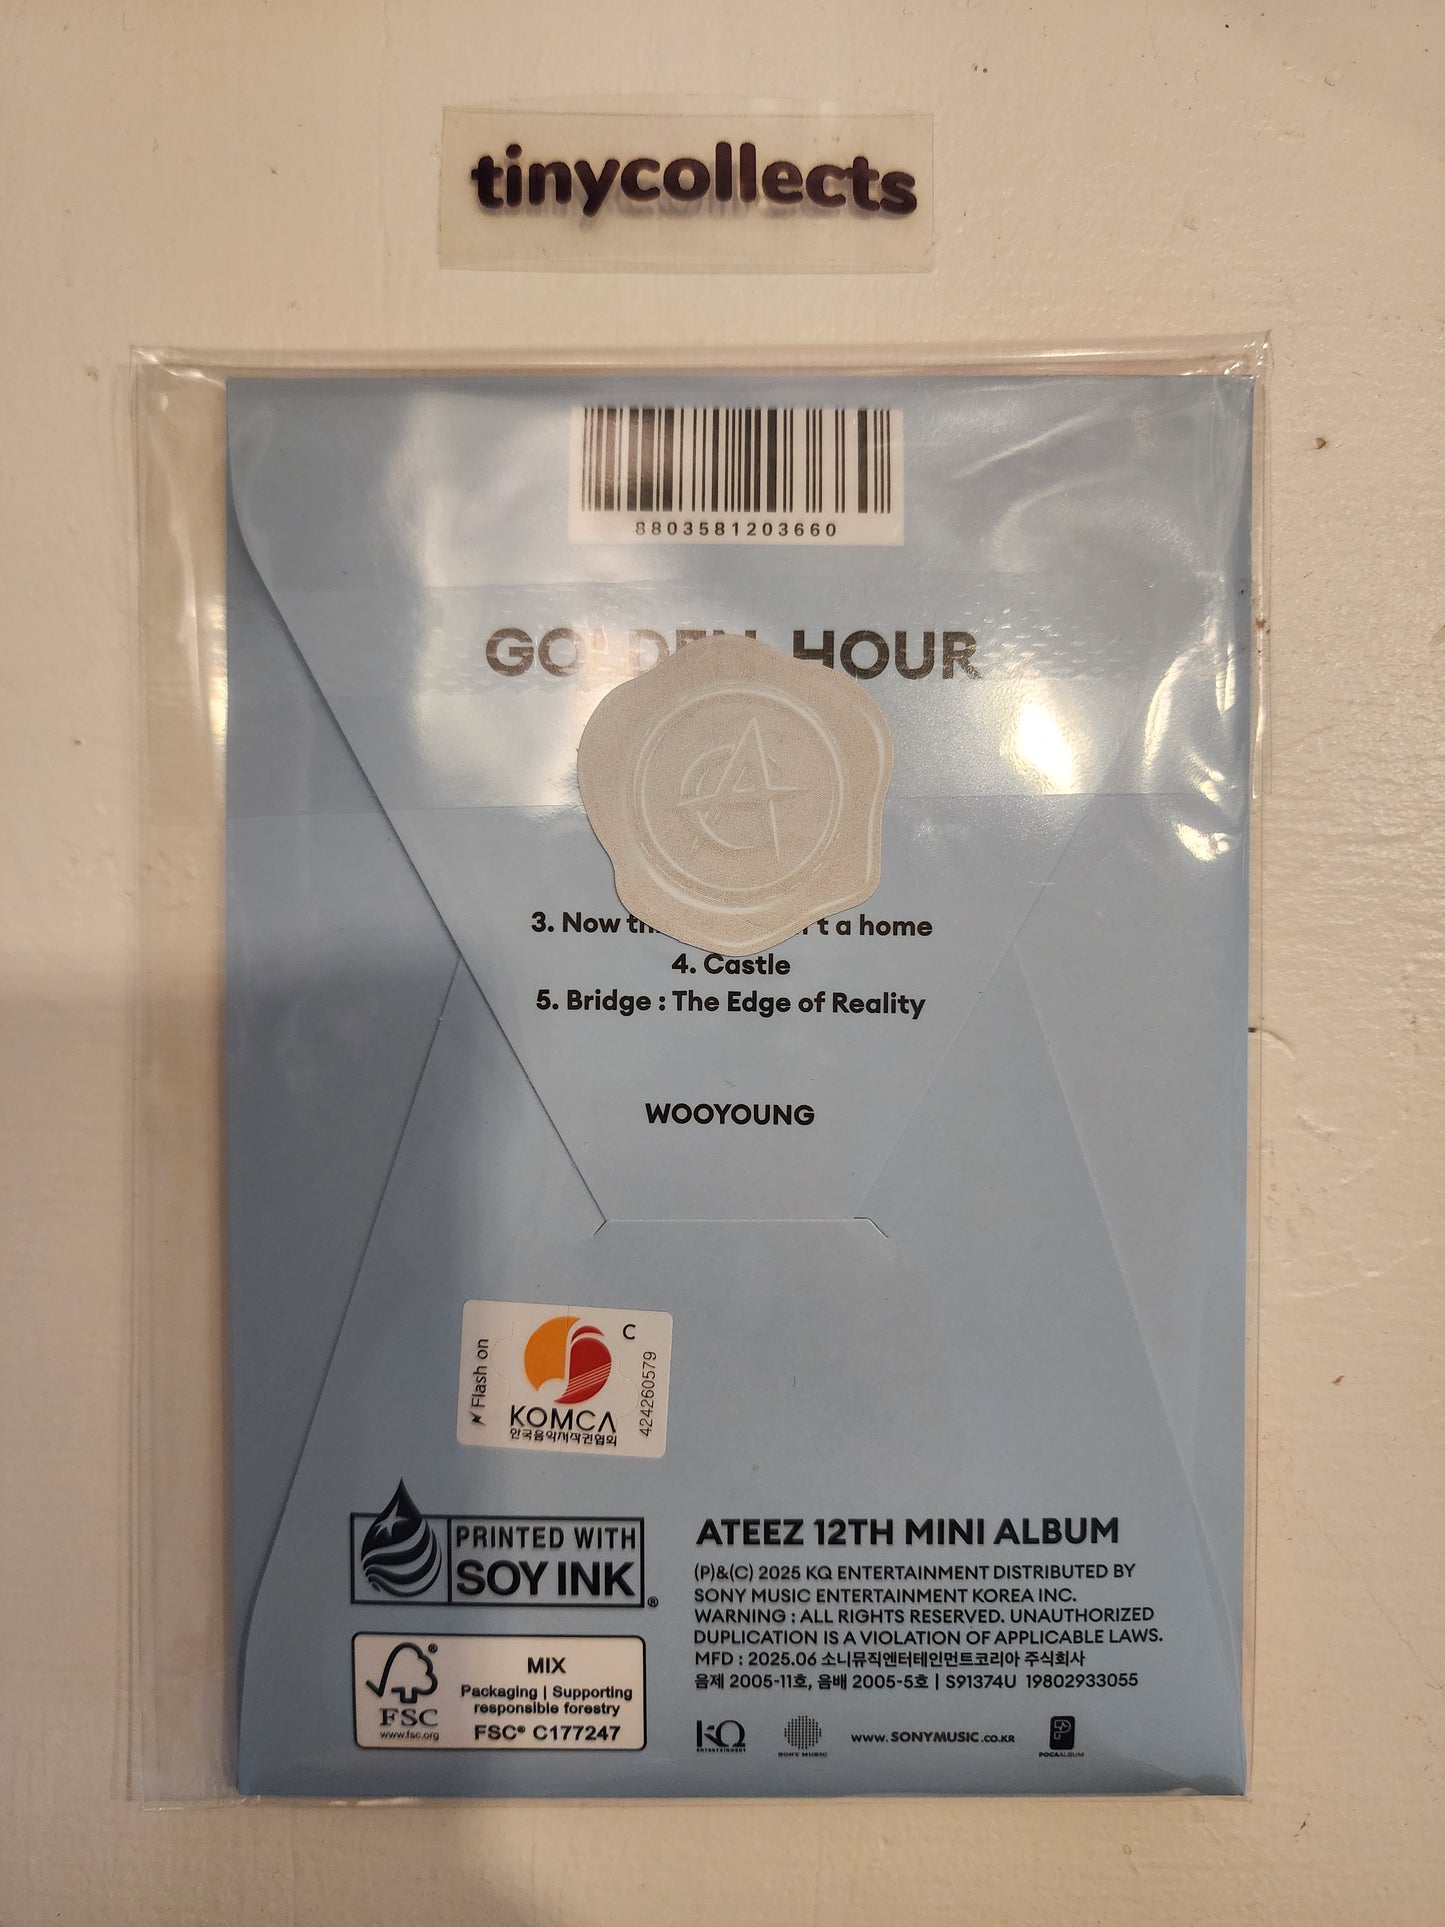 tinycollects
8803581203660
GOLDEN HOUR
3. Now t a home
4. Castle
5. Bridge : The Edge of Reality
WOOYOUNG
Flash on
C
424260579
KOMCA
한국음악저작권협회
PRINTED WITH
SOY INK®
FSC®
www.fsc.org
MIX
Packaging | Supporting
responsible forestry
FSC® C177247
ATEEZ 12TH MINI ALBUM
(P)&(C) 2025 KQ ENTERTAINMENT DISTRIBUTED BY
SONY MUSIC ENTERTAINMENT KOREA INC.
WARNING : ALL RIGHTS RESERVED. UNAUTHORIZED
DUPLICATION IS A VIOLATION OF APPLICABLE LAWS.
MFD : 2025.06 소니뮤직엔터테인먼트코리아 주식회사
음제 2005-11호, 음배 2005-5호 | S91374U 19802933055
KQ
ENTERTAINMENT
SONY MUSIC
www.SONYMUSIC.co.kr
POCAALBUM